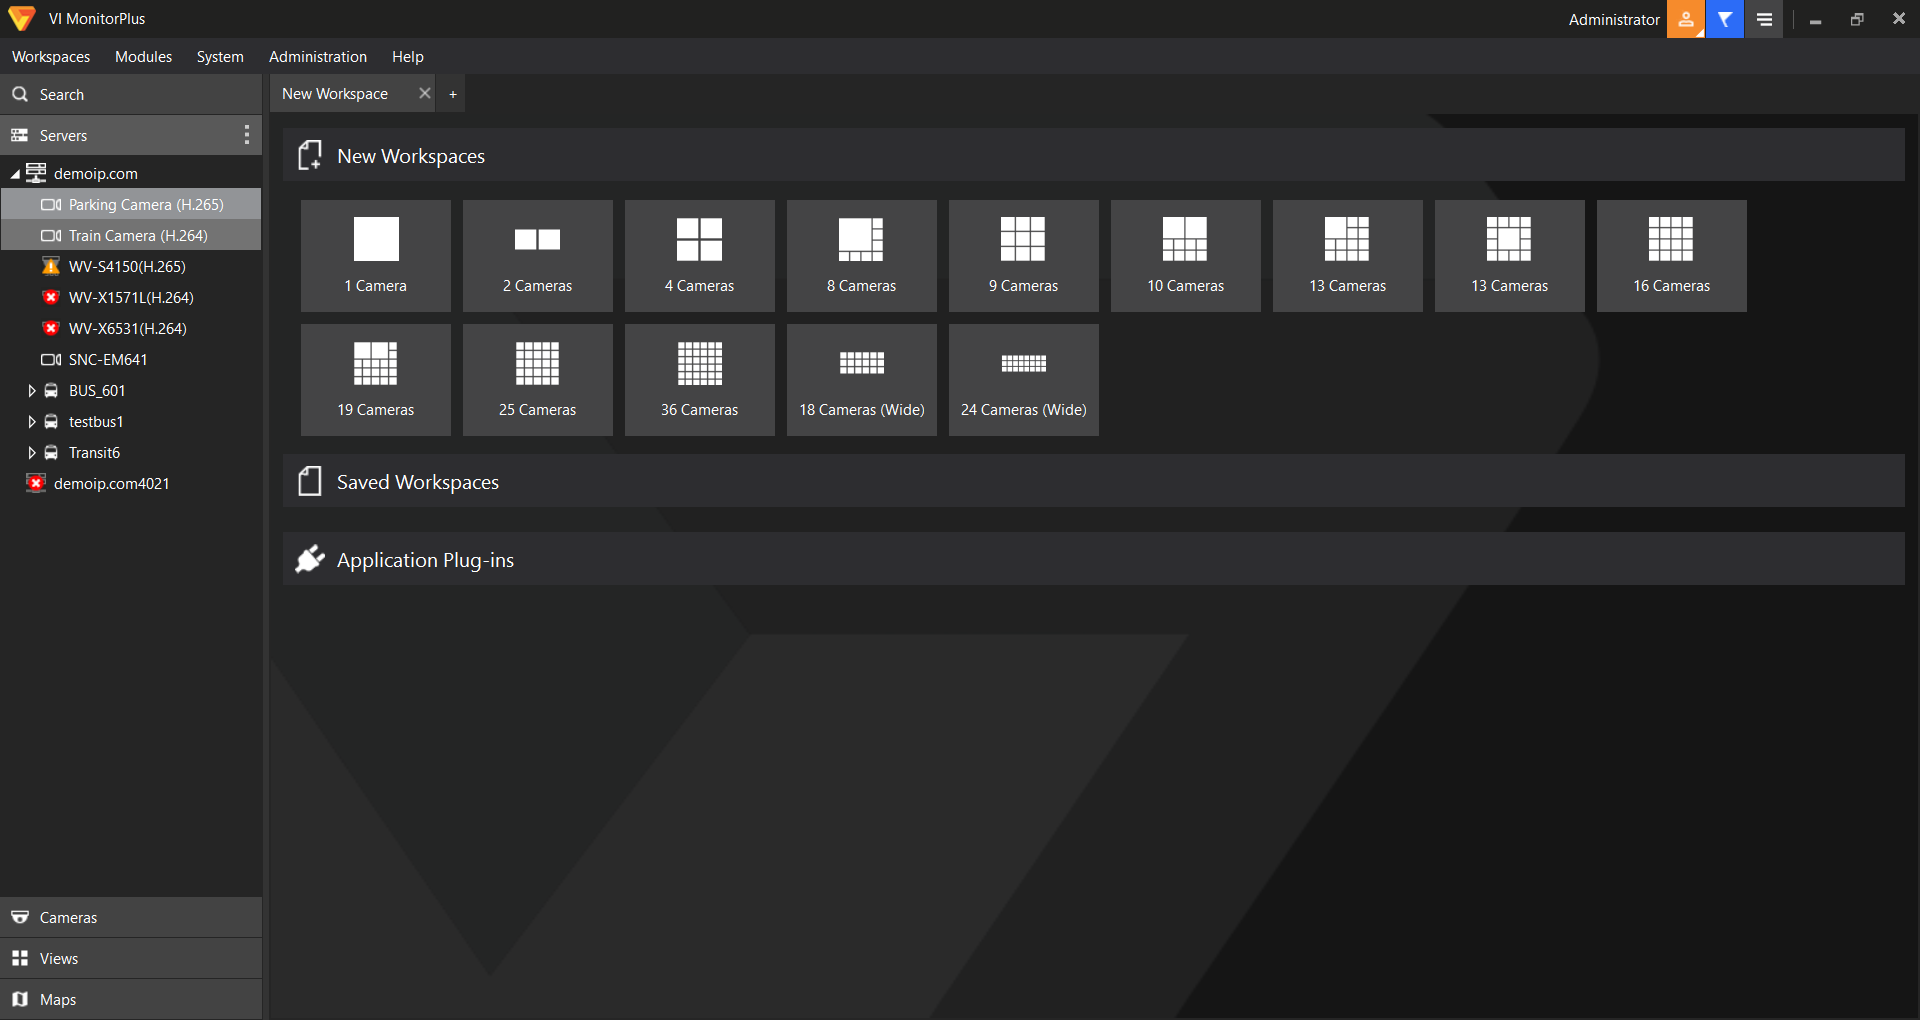 VI MonitorPlus
Administrator
Workspaces Modules System Administration Help
Search
New Workspace
+
Servers
demoip.com
Parking Camera (H.265)
Train Camera (H.264)
WV-S4150(H.265)
WV-X1571L(H.264)
WV-X6531(H.264)
SNC-EM641
BUS_601
testbus1
Transit6
demoip.com4021
Cameras
Views
Maps
New Workspaces
1 Camera
2 Cameras
4 Cameras
8 Cameras
9 Cameras
10 Cameras
13 Cameras
13 Cameras
16 Cameras
19 Cameras
25 Cameras
36 Cameras
18 Cameras (Wide)
24 Cameras (Wide)
Saved Workspaces
Application Plug-ins